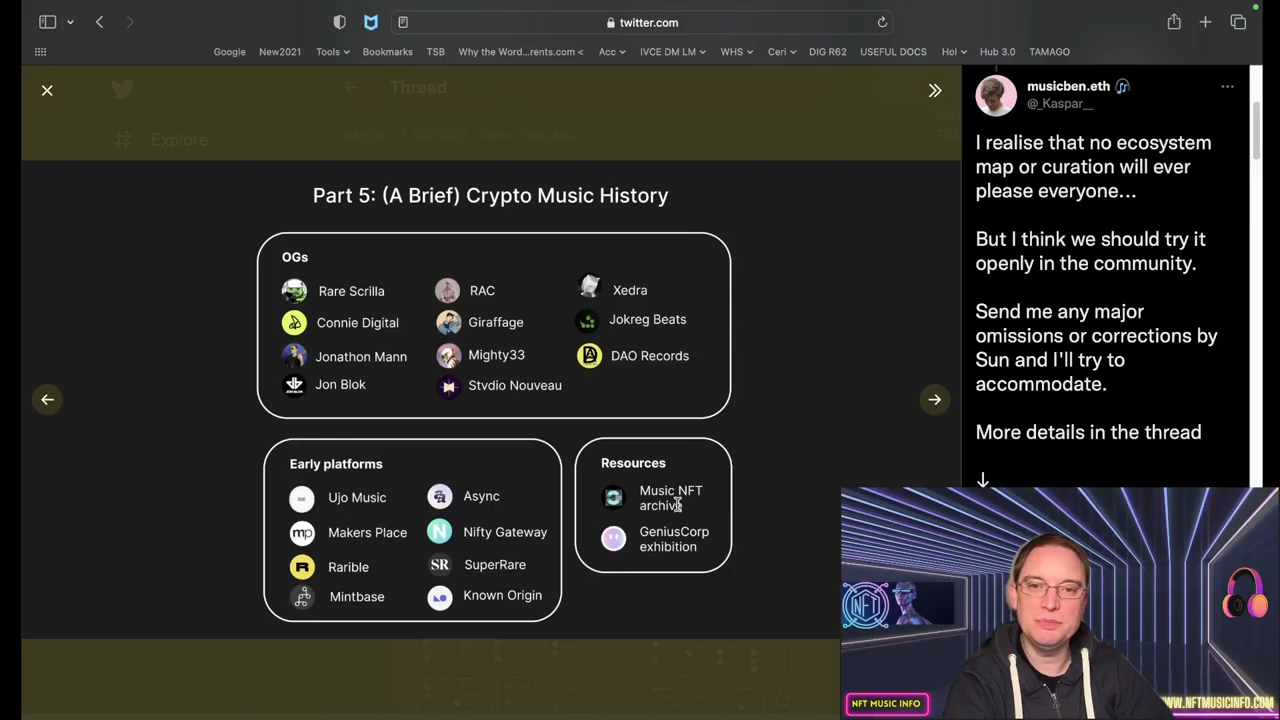 twitter.com
Google New2021 Tools Bookmarks TSB Why the Word...rents.com < Acc IVCE DM LM WHS Ceri DIG R62 USEFUL DOCS Hol Hub 3.0 TAMAGO
Thread
Explore
Part 5: (A Brief) Crypto Music History
OGs
Rare Scrilla
RAC
Xedra
Connie Digital
Giraffage
Jokreg Beats
Jonathon Mann
Mighty33
DAO Records
Jon Blok
Stvdio Nouveau
Early platforms
Ujo Music
Async
Makers Place
Nifty Gateway
Rarible
SuperRare
Mintbase
Known Origin
mp
N
R
SR
Resources
Music NFT
archive
GeniusCorp
exhibition
musicben.eth
@_Kaspar__
I realise that no ecosystem
map or curation will ever
please everyone...
But I think we should try it
openly in the community.
Send me any major
omissions or corrections by
Sun and I'll try to
accommodate.
More details in the thread
↓
NFT
NFT MUSIC INFO
WWW.NFTMUSICINFO.COM